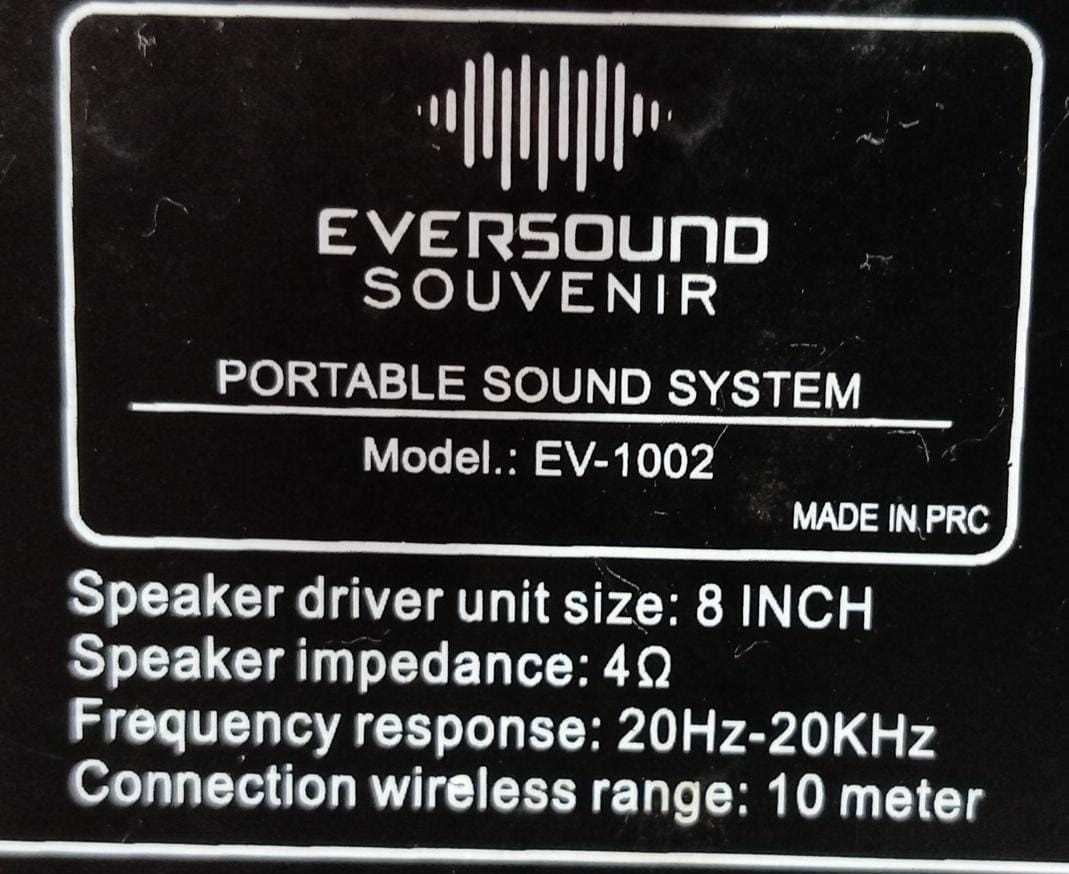 EVERSOUND
SOUVENIR
PORTABLE SOUND SYSTEM
Model.: EV-1002
MADE IN PRC
Speaker driver unit size: 8 INCH
Speaker impedance: 4Ω
Frequency response: 20Hz-20KHz
Connection wireless range: 10 meter